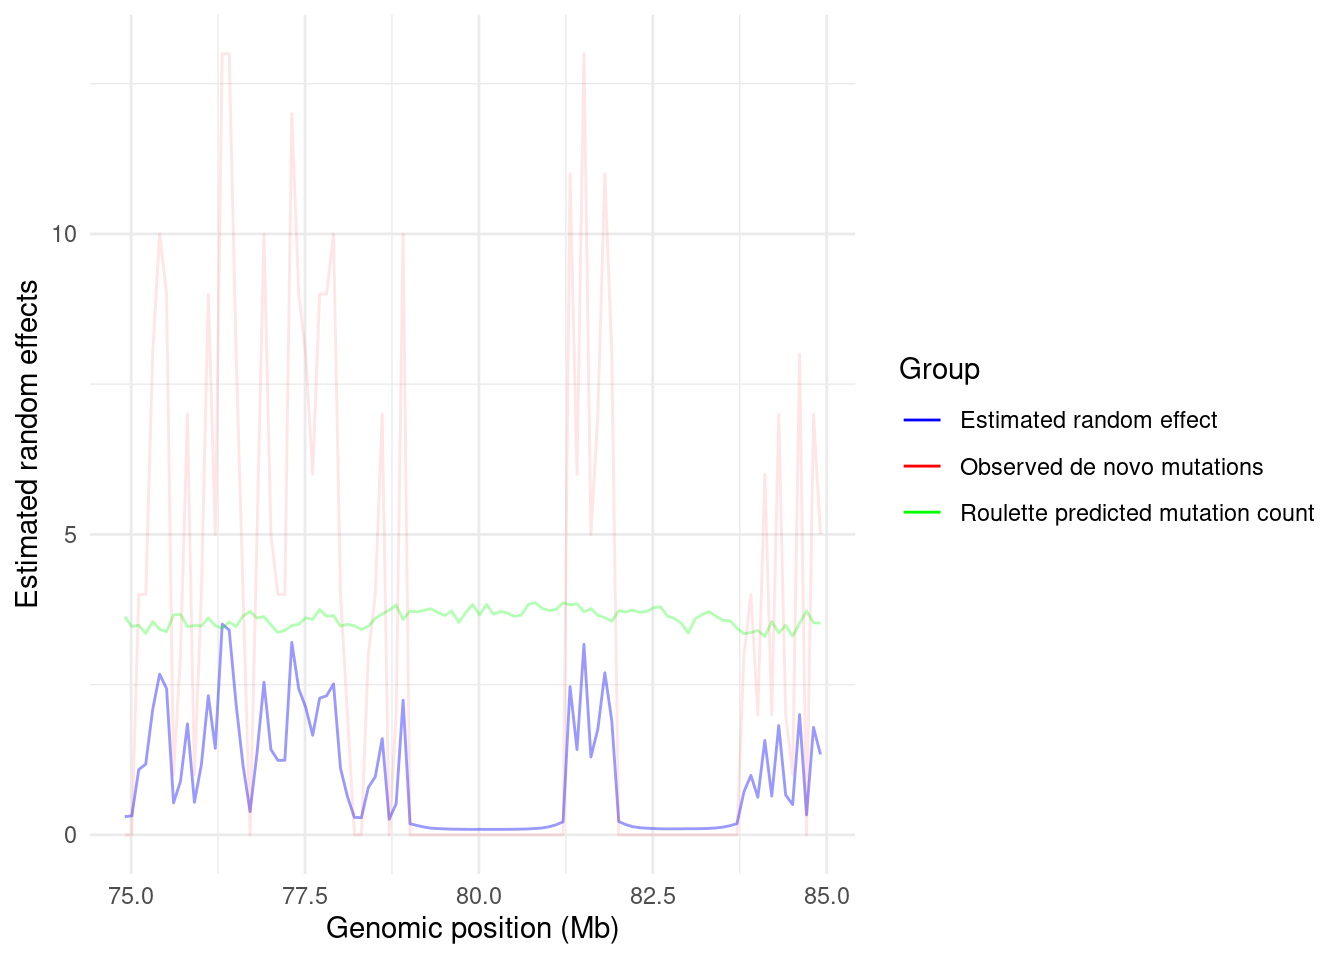 Estimated random effects
10
5
0
75.0
77.5
80.0
82.5
85.0
Genomic position (Mb)
Group
Estimated random effect
Observed de novo mutations
Roulette predicted mutation count